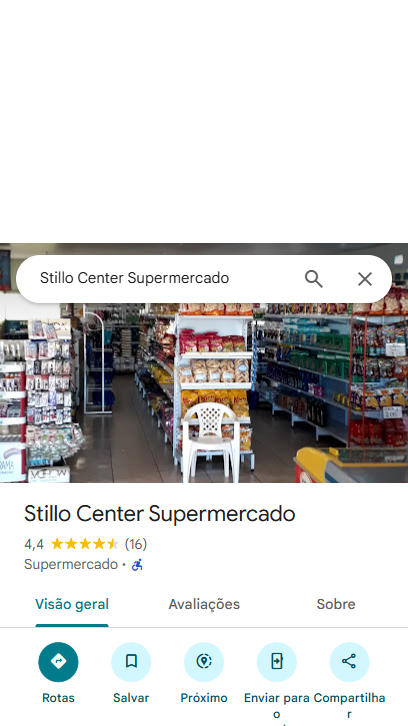 Stillo Center Supermercado
Stillo Center Supermercado
4,4 (16)
Supermercado ·
Visão geral Avaliações Sobre
Rotas Salvar Próximo Enviar para o Compartilhar